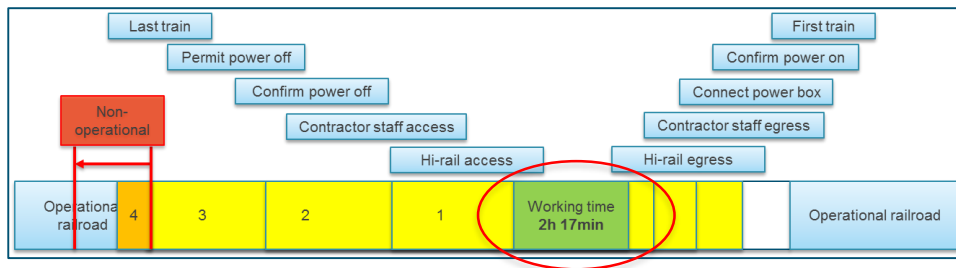 Last train
First train
Permit power off
Confirm power on
Confirm power off
Connect power box
Non-
operational
Contractor staff access
Contractor staff egress
Hi-rail access
Hi-rail egress
Operational
railroad
4
3
2
1
Working time
2h 17min
Operational railroad